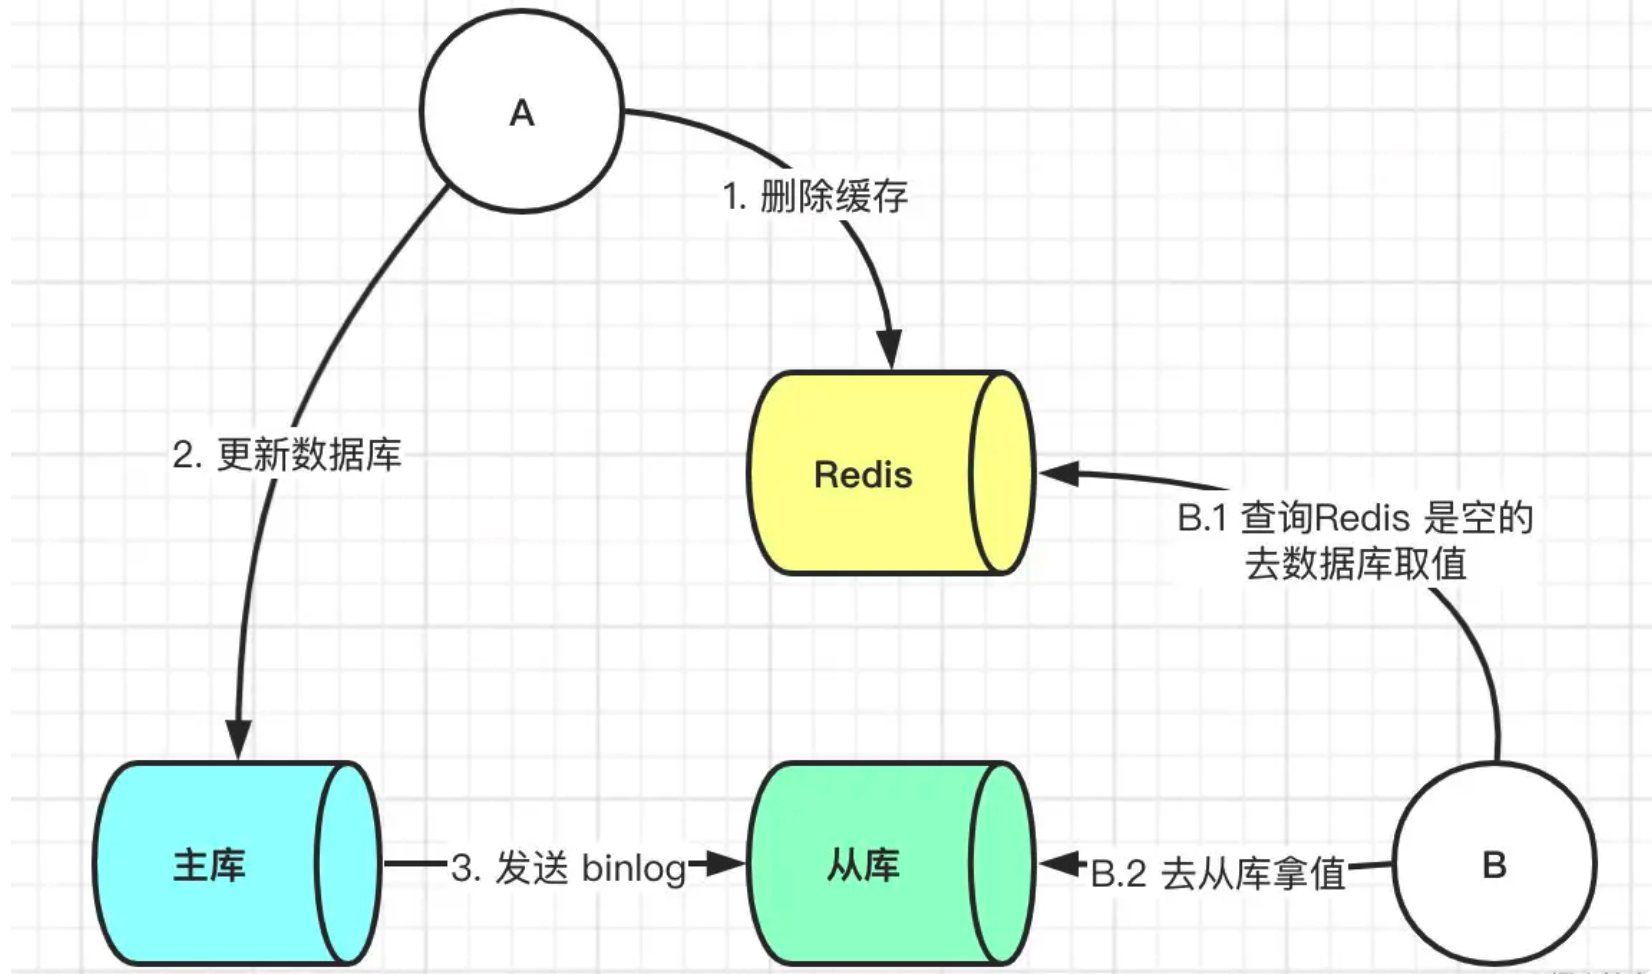 A
1. 删除缓存
2. 更新数据库
Redis
B.1 查询Redis 是空的
去数据库取值
主库
3. 发送 binlog
从库
B.2 去从库拿值
B